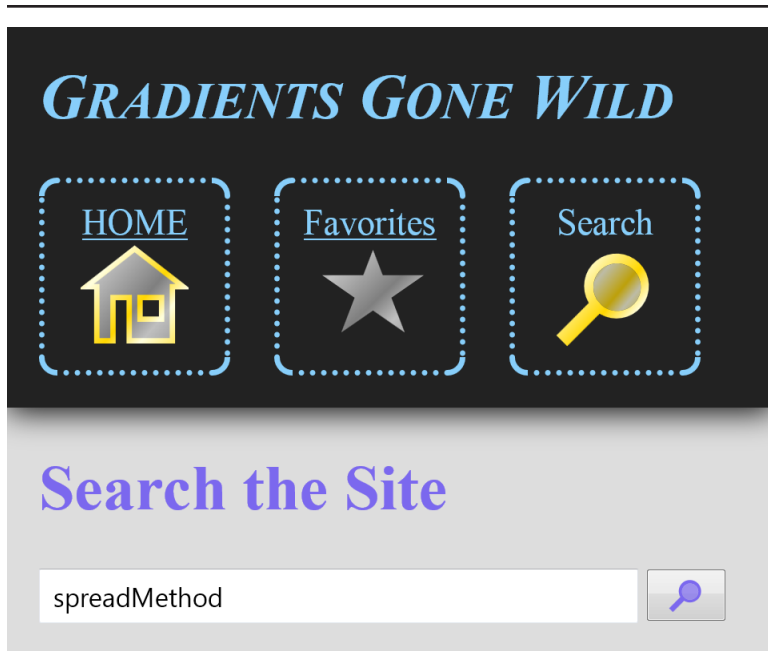 GRADIENTS GONE WILD
HOME Favorites Search
Search the Site
spreadMethod